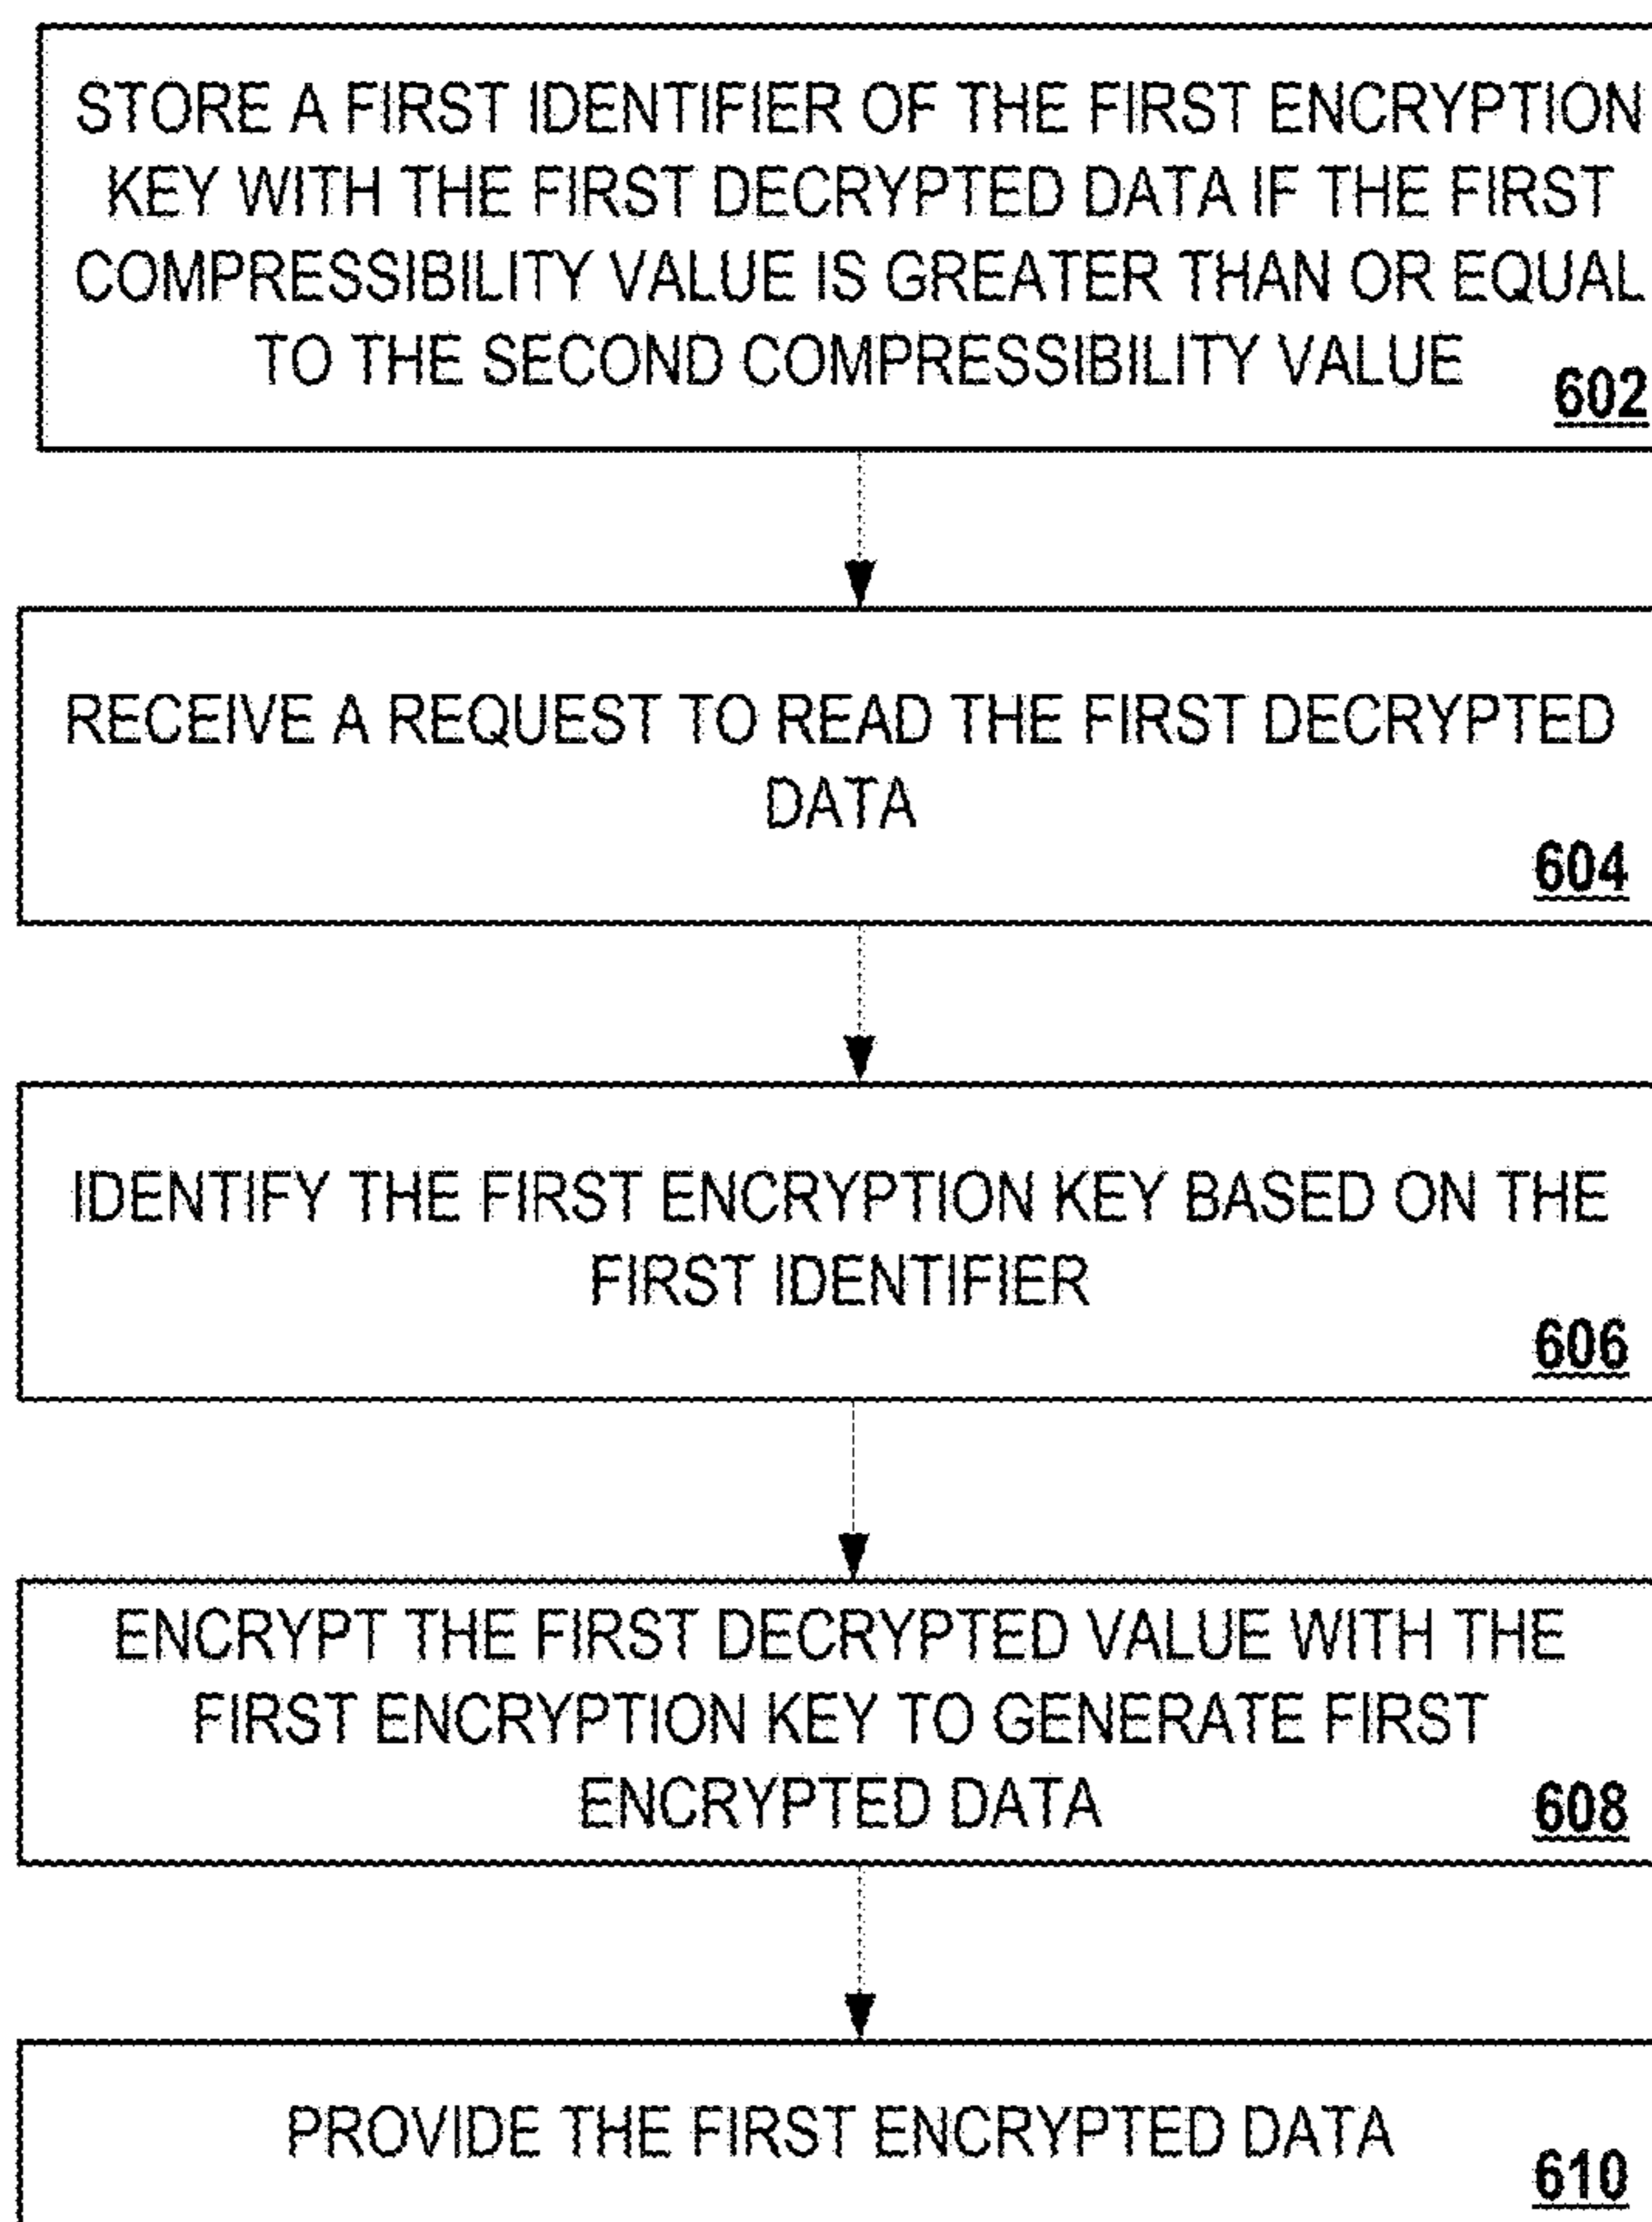 STORE A FIRST IDENTIFIER OF THE FIRST ENCRYPTION
KEY WITH THE FIRST DECRYPTED DATA IF THE FIRST
COMPRESSIBILITY VALUE IS GREATER THAN OR EQUAL
TO THE SECOND COMPRESSIBILITY VALUE
602
RECEIVE A REQUEST TO READ THE FIRST DECRYPTED
DATA
604
IDENTIFY THE FIRST ENCRYPTION KEY BASED ON THE
FIRST IDENTIFIER
606
ENCRYPT THE FIRST DECRYPTED VALUE WITH THE
FIRST ENCRYPTION KEY TO GENERATE FIRST
ENCRYPTED DATA
608
PROVIDE THE FIRST ENCRYPTED DATA
610